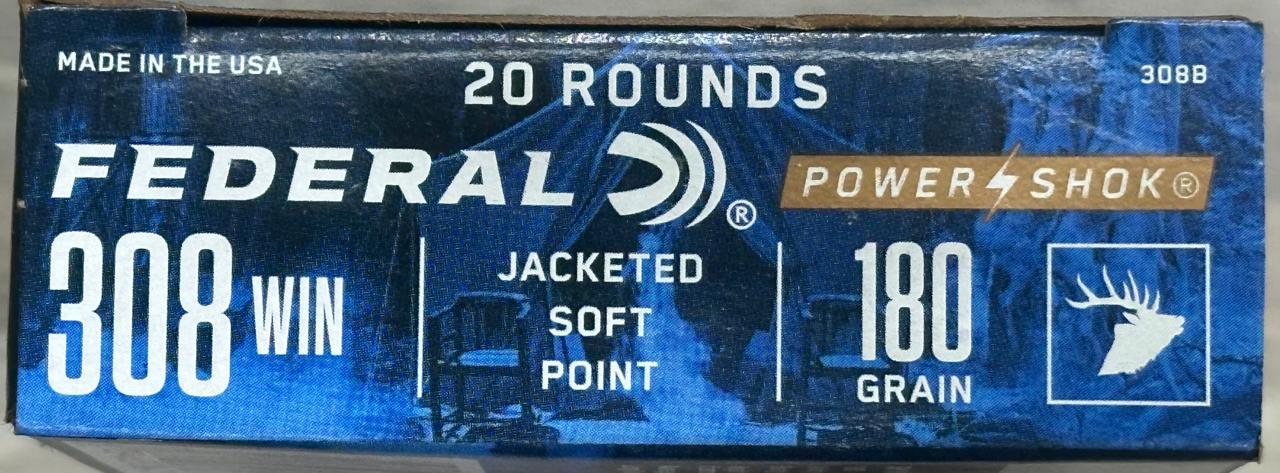 MADE IN THE USA
20 ROUNDS
308B
FEDERAL®
POWER SHOK®
308 WIN
JACKETED
SOFT
POINT
180
GRAIN